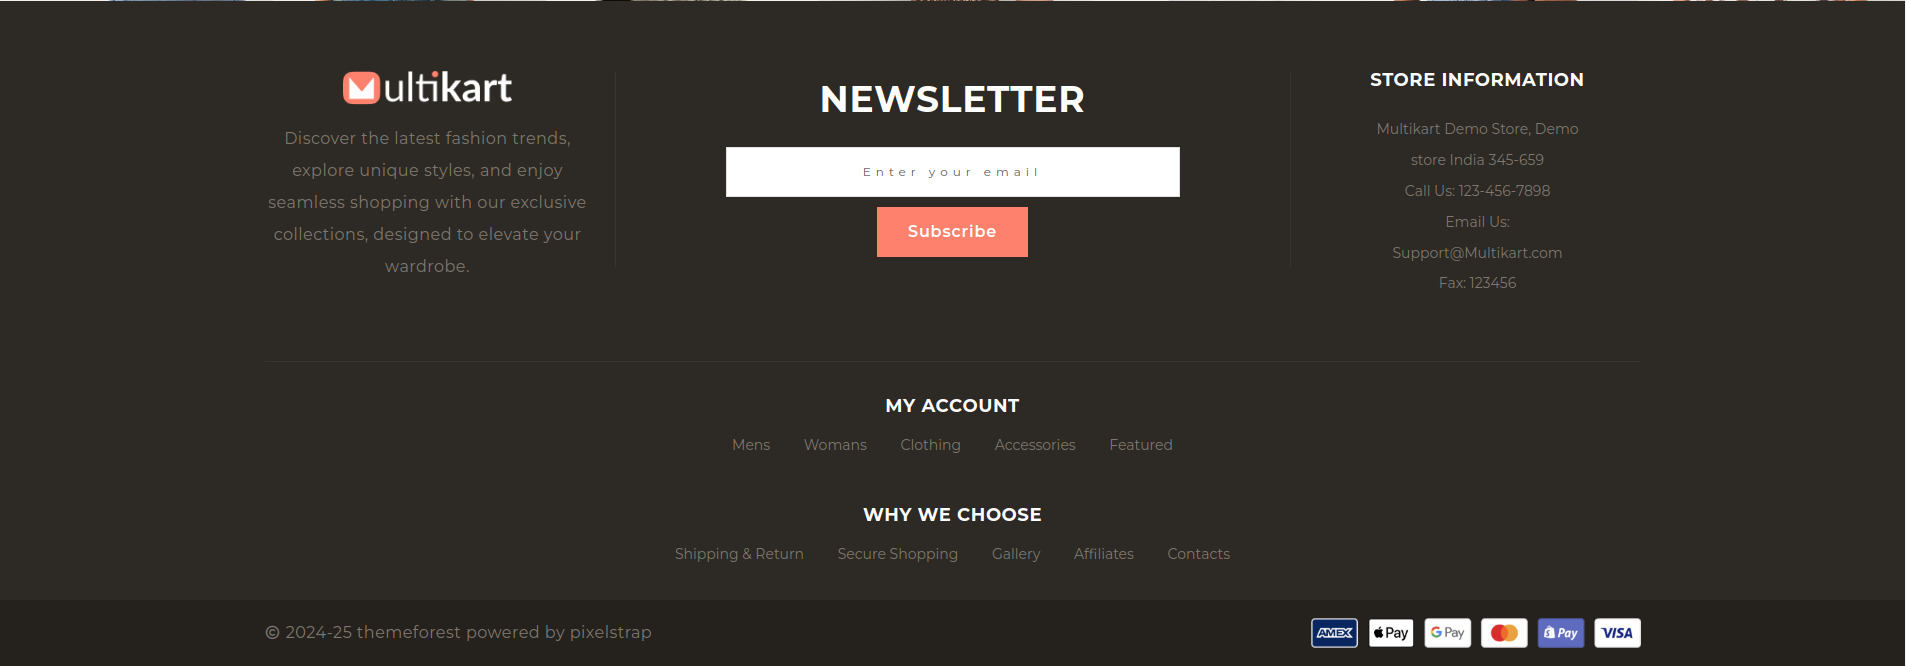 Multikart
Discover the latest fashion trends,
explore unique styles, and enjoy
seamless shopping with our exclusive
collections, designed to elevate your
wardrobe.
NEWSLETTER
Enter your email
Subscribe
STORE INFORMATION
Multikart Demo Store, Demo
store India 345-659
Call Us: 123-456-7898
Email Us:
Support@Multikart.com
Fax: 123456
MY ACCOUNT
Mens Womans Clothing Accessories Featured
WHY WE CHOOSE
Shipping & Return Secure Shopping Gallery Affiliates Contacts
© 2024-25 themeforest powered by pixelstrap
AMEX Pay G Pay Pay VISA